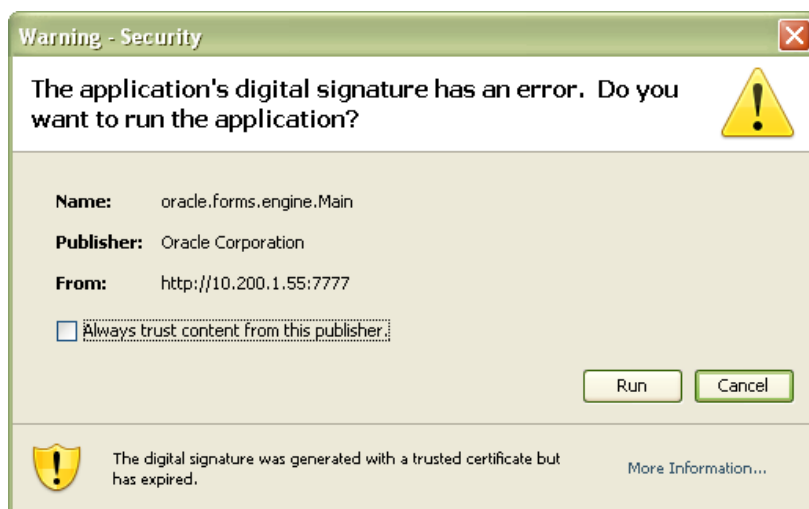 Warning - Security
The application's digital signature has an error. Do you
want to run the application?
Name: oracle.forms.engine.Main
Publisher: Oracle Corporation
From: http://10.200.1.55:7777
Always trust content from this publisher.
Run Cancel
The digital signature was generated with a trusted certificate but
has expired.
More Information...